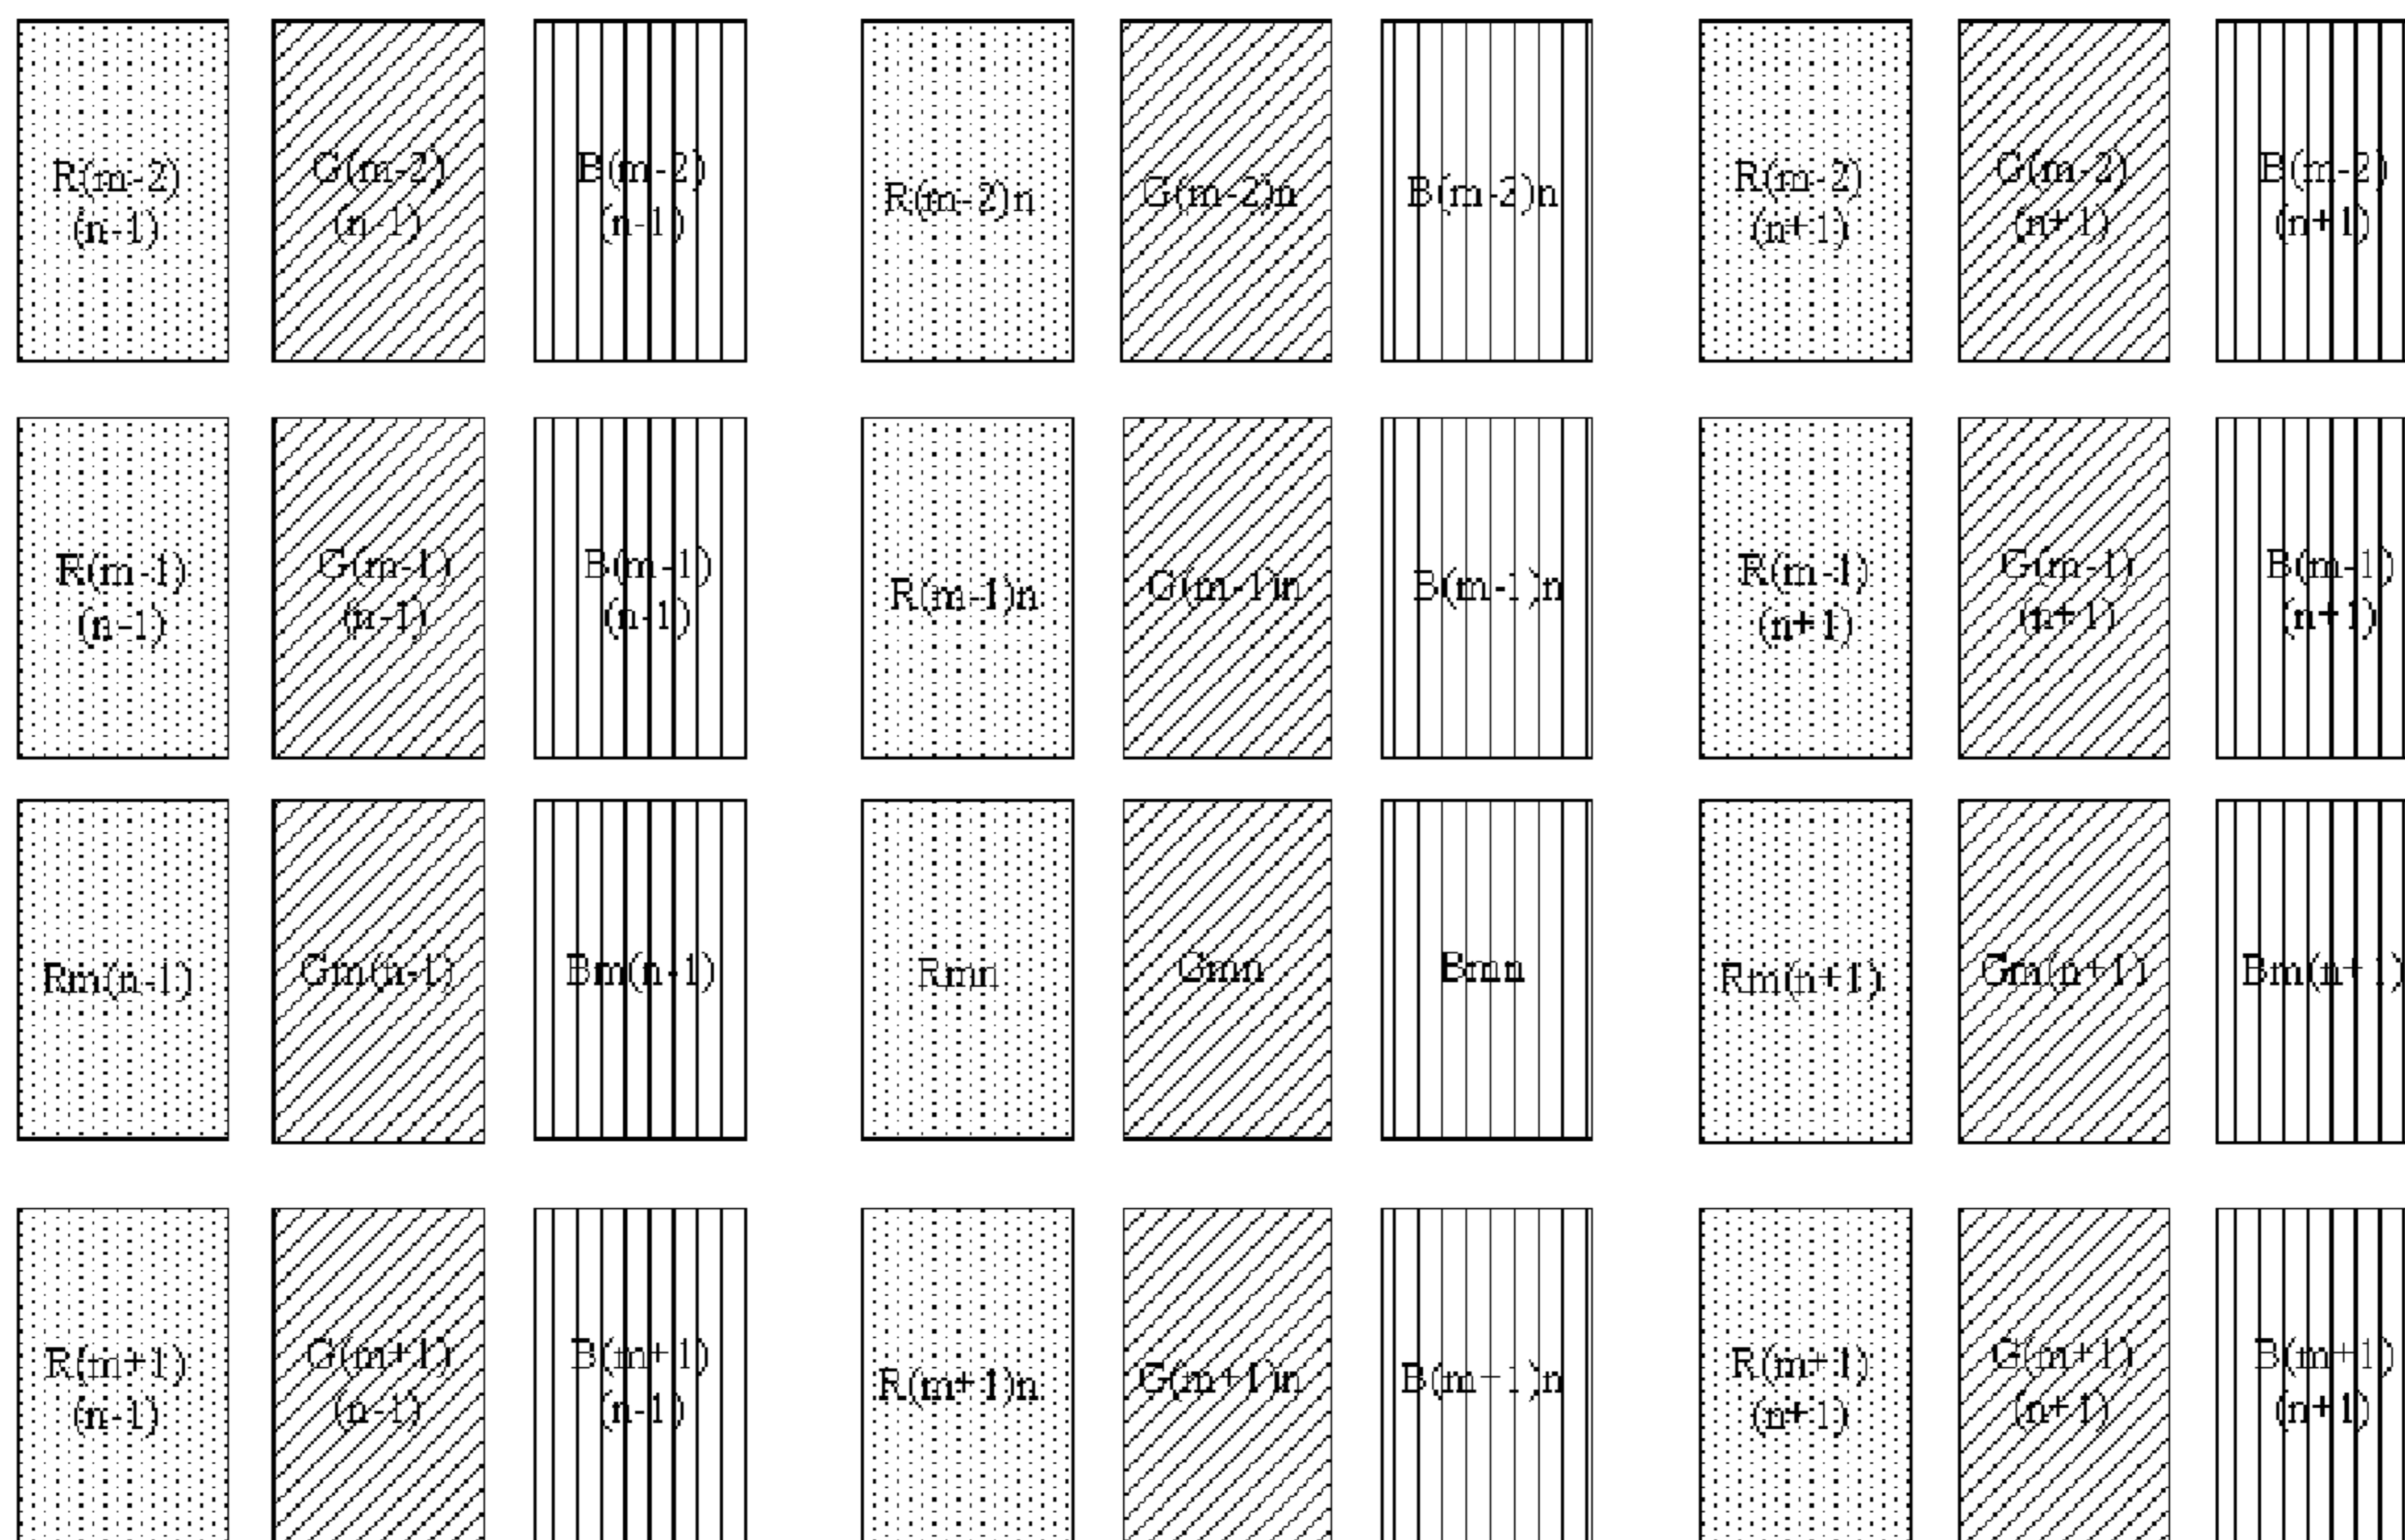 R(m-2)
(n-1)
G(m-2)
(n-1)
B(m-2)
(n-1)
R(m-2)n
G(m-2)n
B(m-2)n
R(m-2)
(n+1)
G(m-2)
(n+1)
B(m-2)
(n+1)
R(m-1)
(n-1)
G(m-1)
(n-1)
B(m-1)
(n-1)
R(m-1)n
G(m-1)n
B(m-1)n
R(m-1)
(n+1)
G(m-1)
(n+1)
B(m-1)
(n+1)
Rm(n-1)
Gm(n-1)
Bm(n-1)
Rmn
Gmn
Bmn
Rm(n+1)
Gm(n+1)
Bm(n+1)
R(m+1)
(n-1)
G(m+1)
(n-1)
B(m+1)
(n-1)
R(m+1)n
G(m+1)n
B(m+1)n
R(m+1)
(n+1)
G(m+1)
(n+1)
B(m+1)
(n+1)